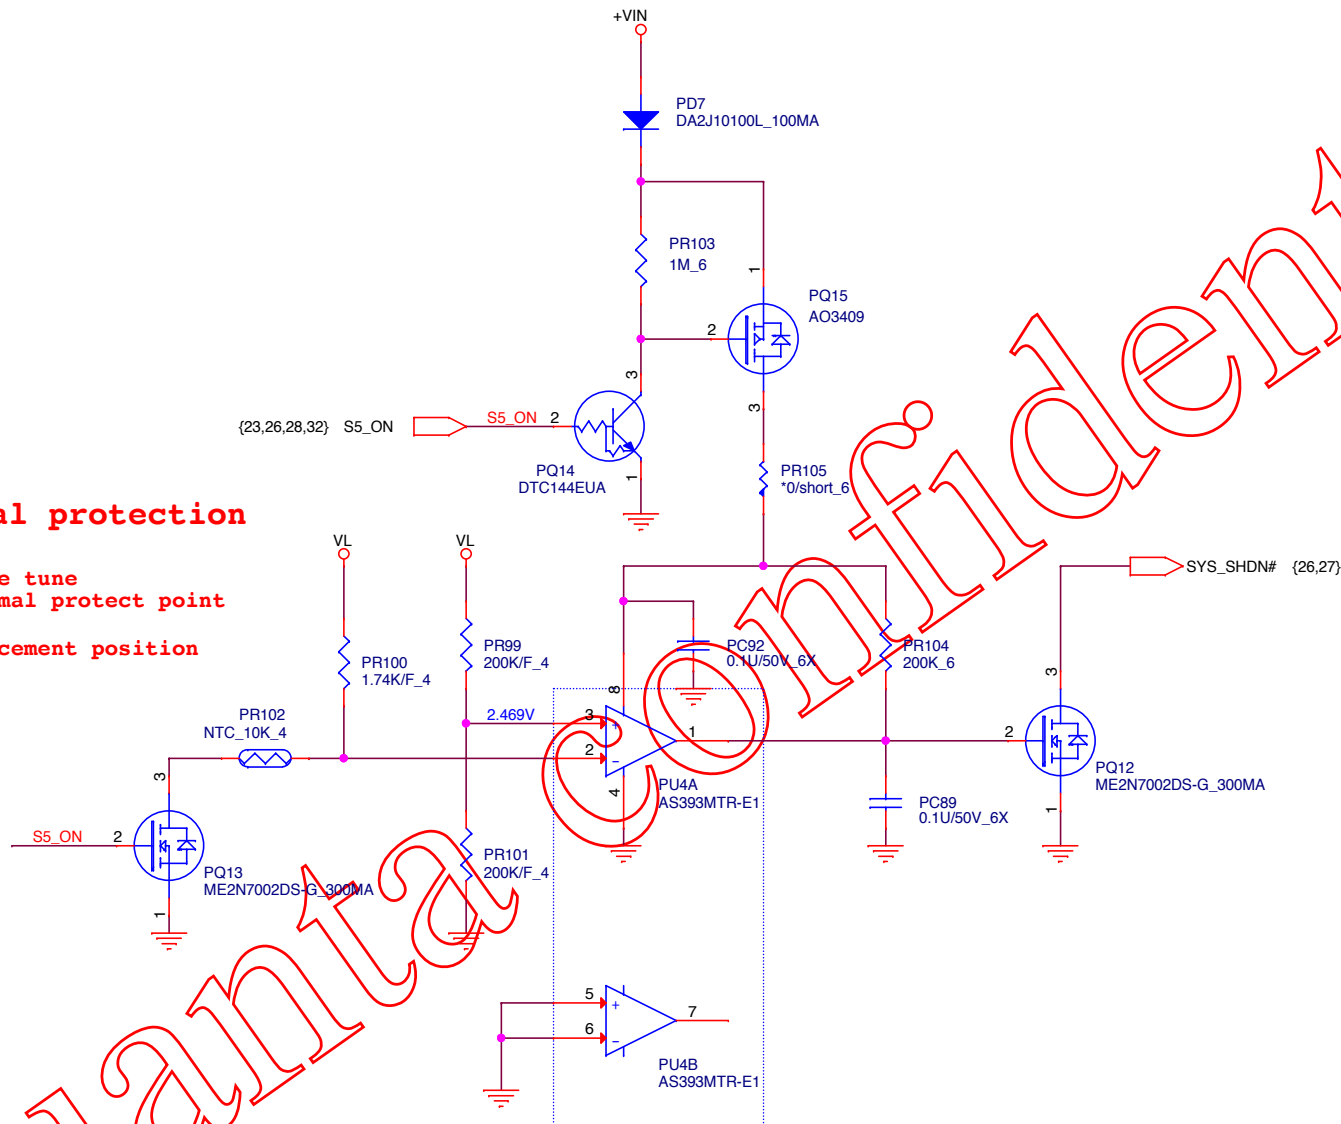 +VIN
PD7
DA2J10100L_100MA
PR103
1M_6
1
PQ15
AO3409
2
3
3
{23,26,28,32} S5_ON
S5_ON 2
PQ14
DTC144EUA
1
PR105
*0/short_6
al protection
e tune
mal protect point
cement position
VL
VL
SYS_SHDN# {26,27}
PR100
1.74K/F_4
PR99
200K/F_4
PC92
0.1U/50V_6X
PR104
200K_6
8
3
PR102
NTC_10K_4
2.469V
3
+
1
2
-
2
PU4A
AS393MTR-E1
4
PQ12
ME2N7002DS-G_300MA
1
3
PC89
0.1U/50V_6X
S5_ON 2
PQ13
ME2N7002DS-G_300MA
1
PR101
200K/F_4
5
+
7
6
-
PU4B
AS393MTR-E1
anta Confident